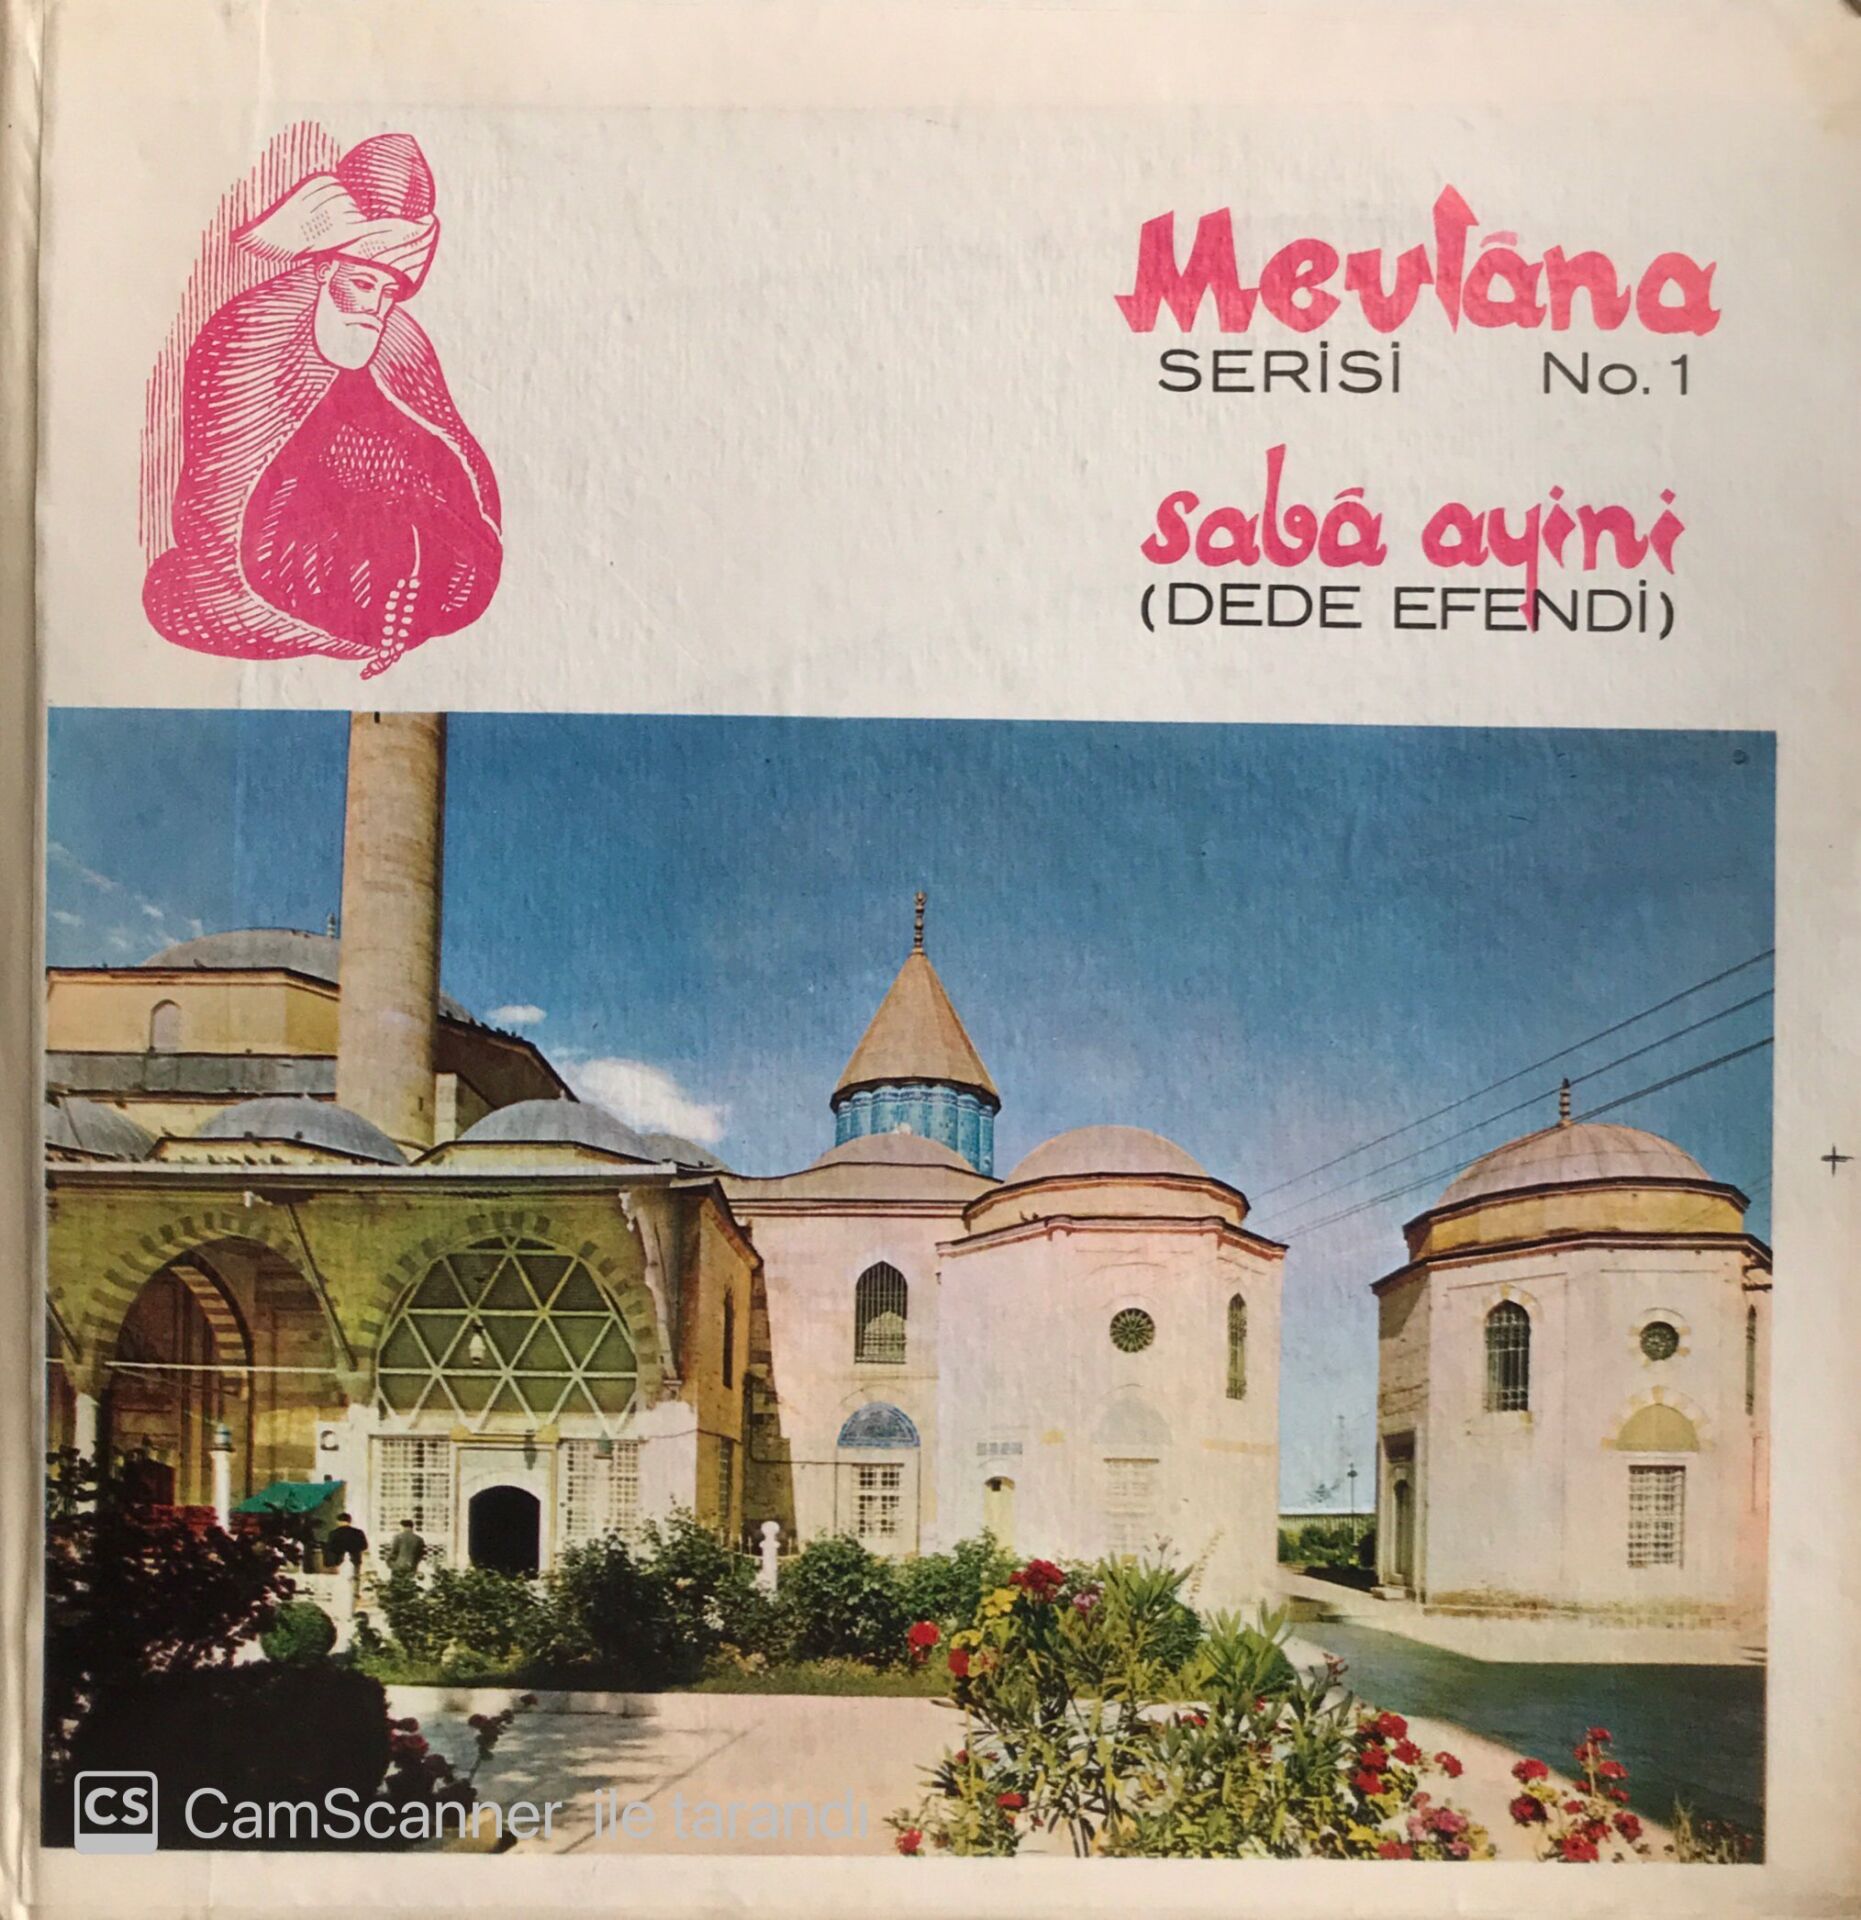 Mevlâna
SERİSİ No. 1
sabâ ayini
(DEDE EFENDİ)
CS CamScanner ile tarandı